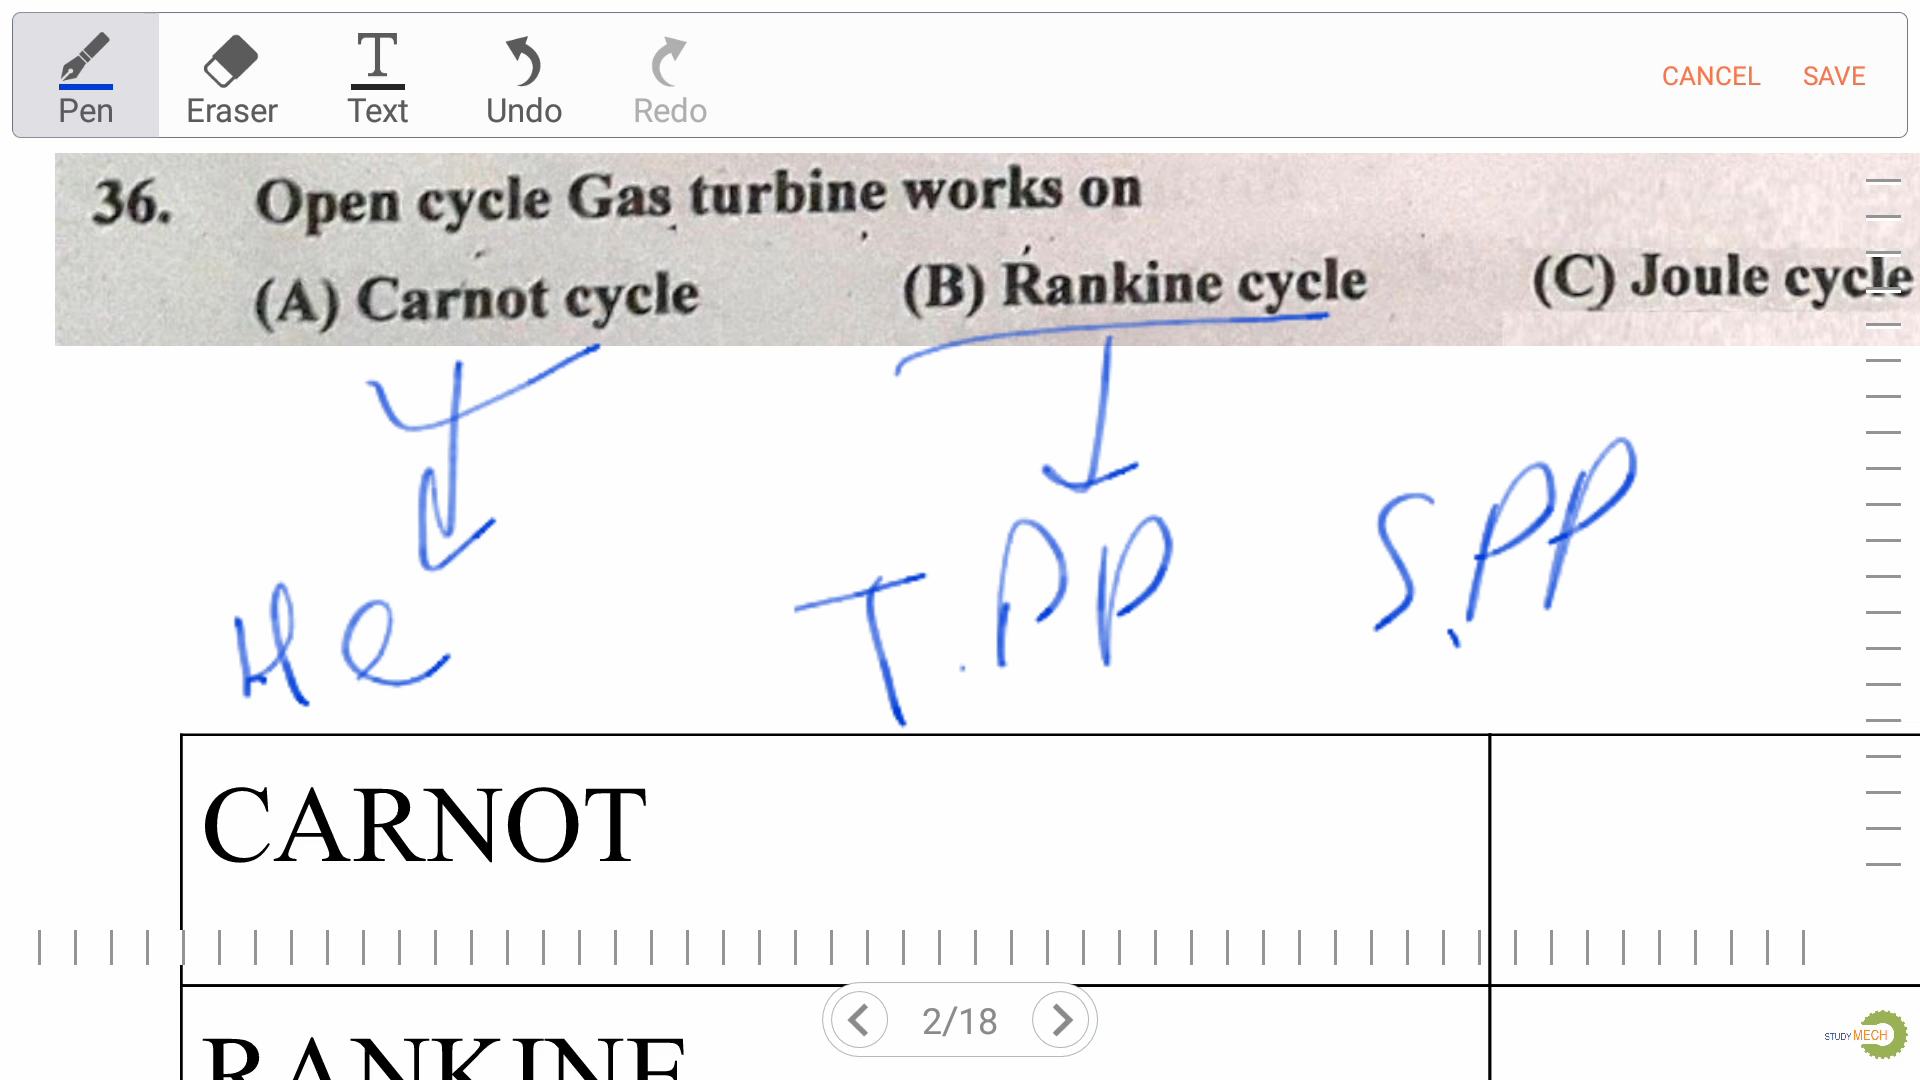 Pen Eraser Text Undo Redo CANCEL SAVE
36. Open cycle Gas turbine works on
(A) Carnot cycle (B) Rankine cycle (C) Joule cycle
He T.PP S.PP
CARNOT
RANKINE
2/18
STUDY MECH